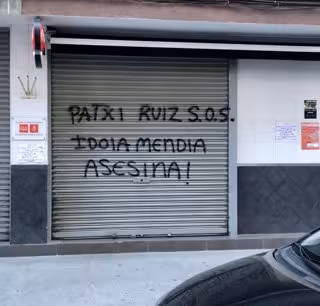 PATXI RUIZ S.O.S.
IDOIA MENDIA
ASESINA!